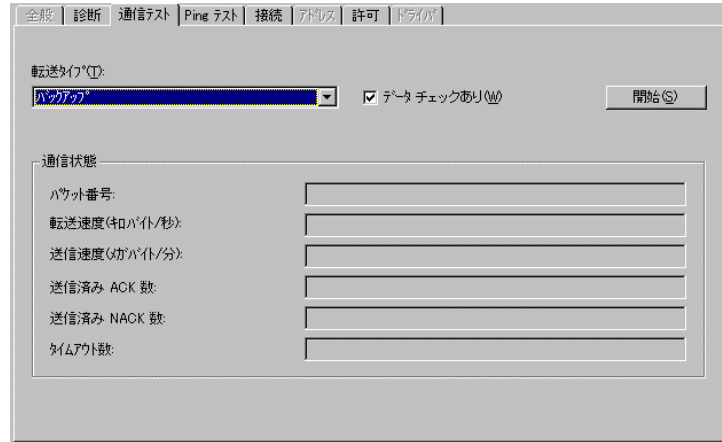 全般 診断 通信テスト Ping テスト 接続 アドレス 許可 ドライバ
転送タイプ(T):
バックアップ データ チェックあり(W) 開始(S)
通信状態
パケット番号:
転送速度(キロバイト/秒):
送信速度(メガバイト/分):
送信済み ACK 数:
送信済み NACK 数:
タイムアウト数: